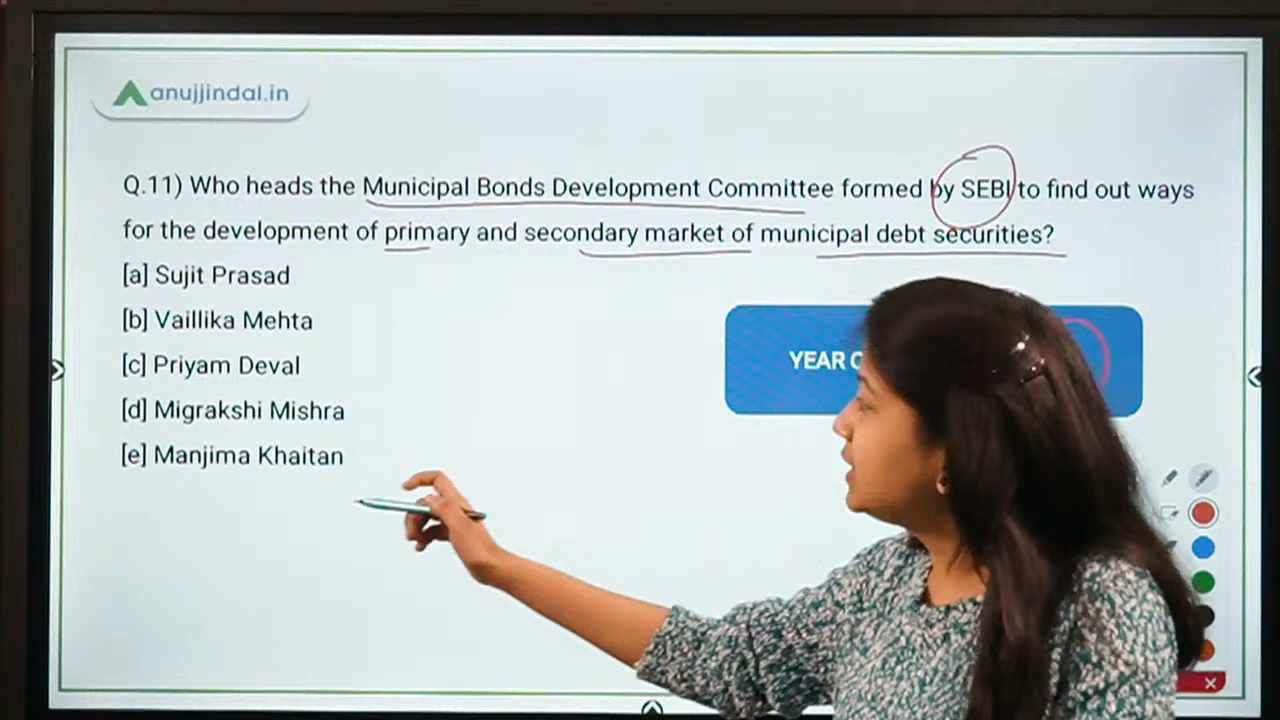 anujjindal.in
Q.11) Who heads the Municipal Bonds Development Committee formed by SEBI to find out ways
for the development of primary and secondary market of municipal debt securities?
[a] Sujit Prasad
[b] Vaillika Mehta
[c] Priyam Deval
[d] Migrakshi Mishra
[e] Manjima Khaitan
YEAR